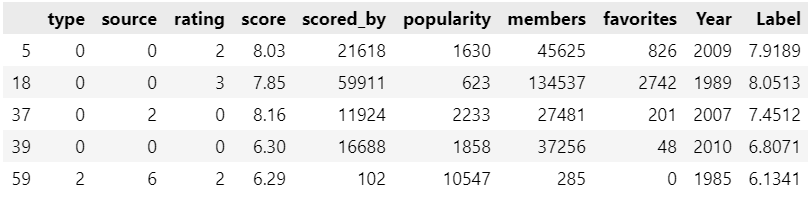 type source rating score scored_by popularity members favorites Year Label
5 0 0 2 8.03 21618 1630 45625 826 2009 7.9189
18 0 0 3 7.85 59911 623 134537 2742 1989 8.0513
37 0 2 0 8.16 11924 2233 27481 201 2007 7.4512
39 0 0 0 6.30 16688 1858 37256 48 2010 6.8071
59 2 6 2 6.29 102 10547 285 0 1985 6.1341